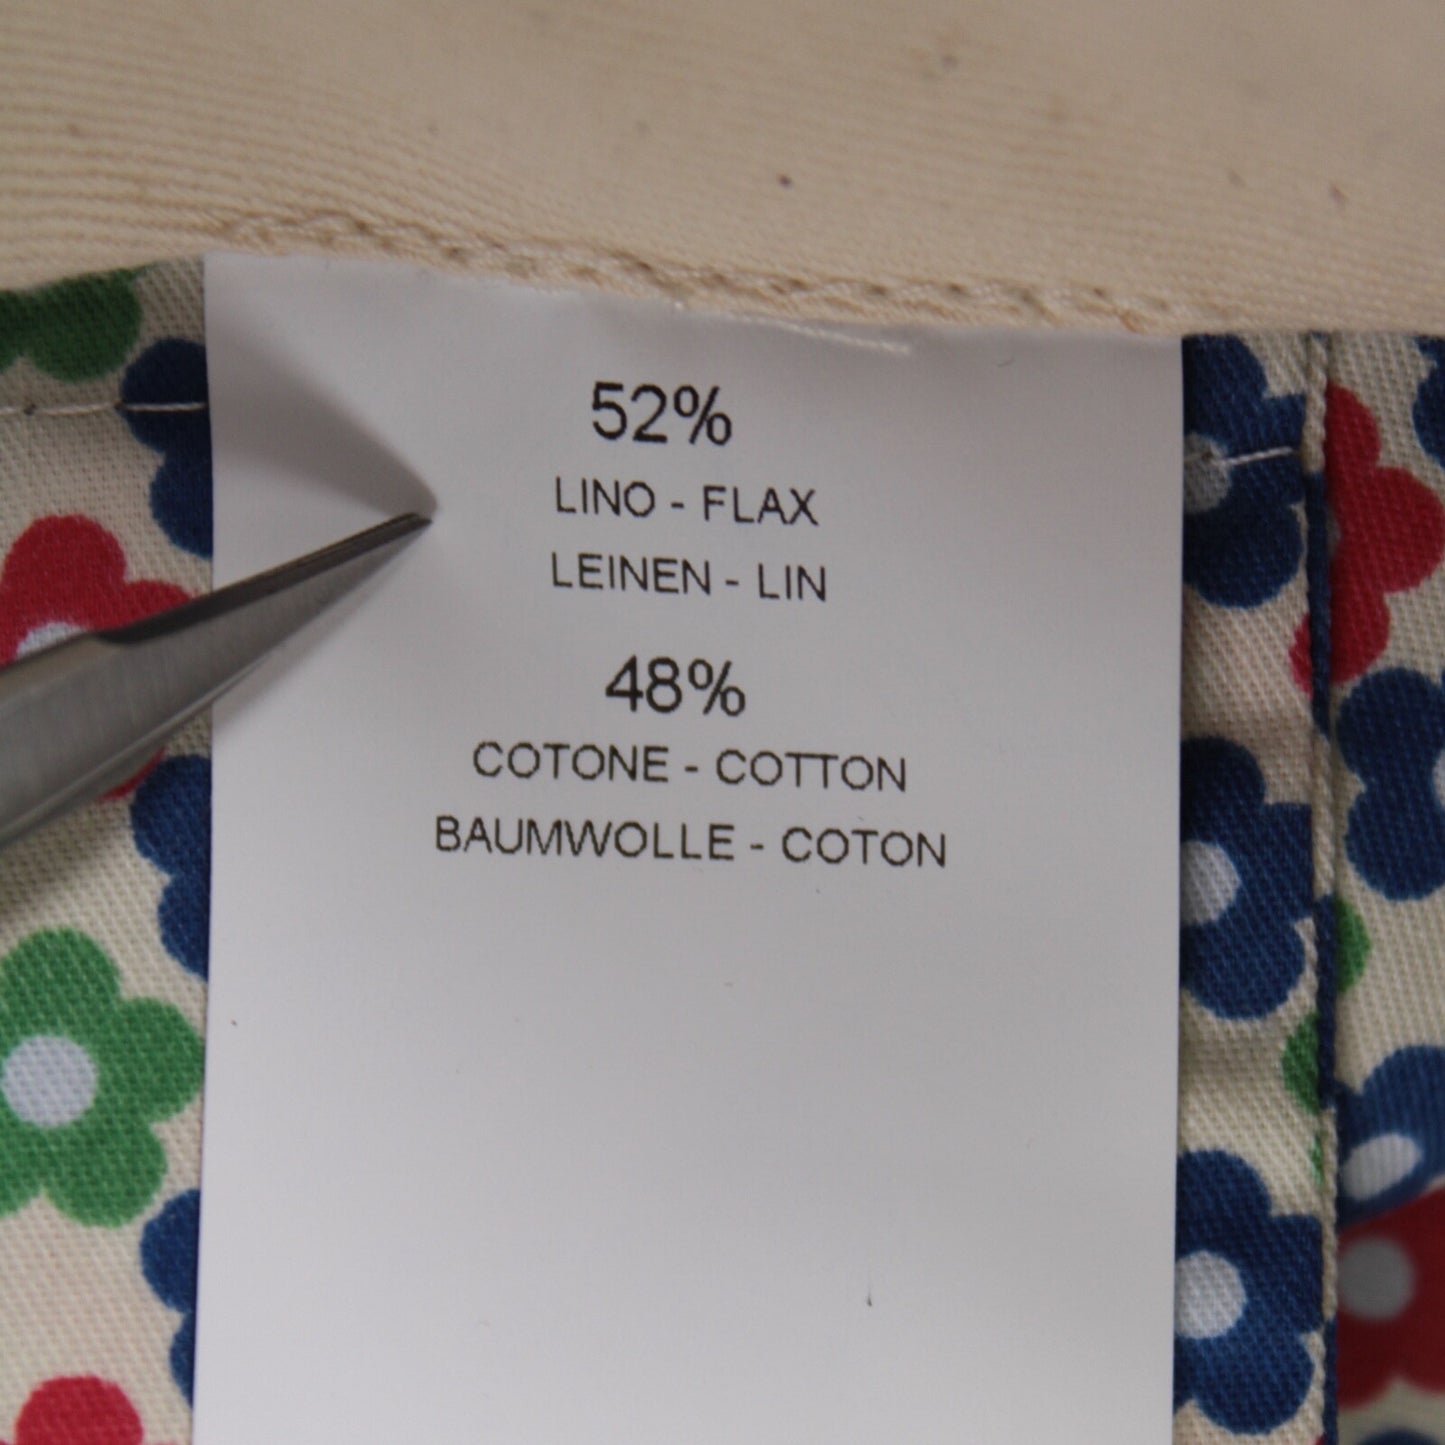 52%
LINO - FLAX
LEINEN - LIN
48%
COTONE - COTTON
BAUMWOLLE - COTON